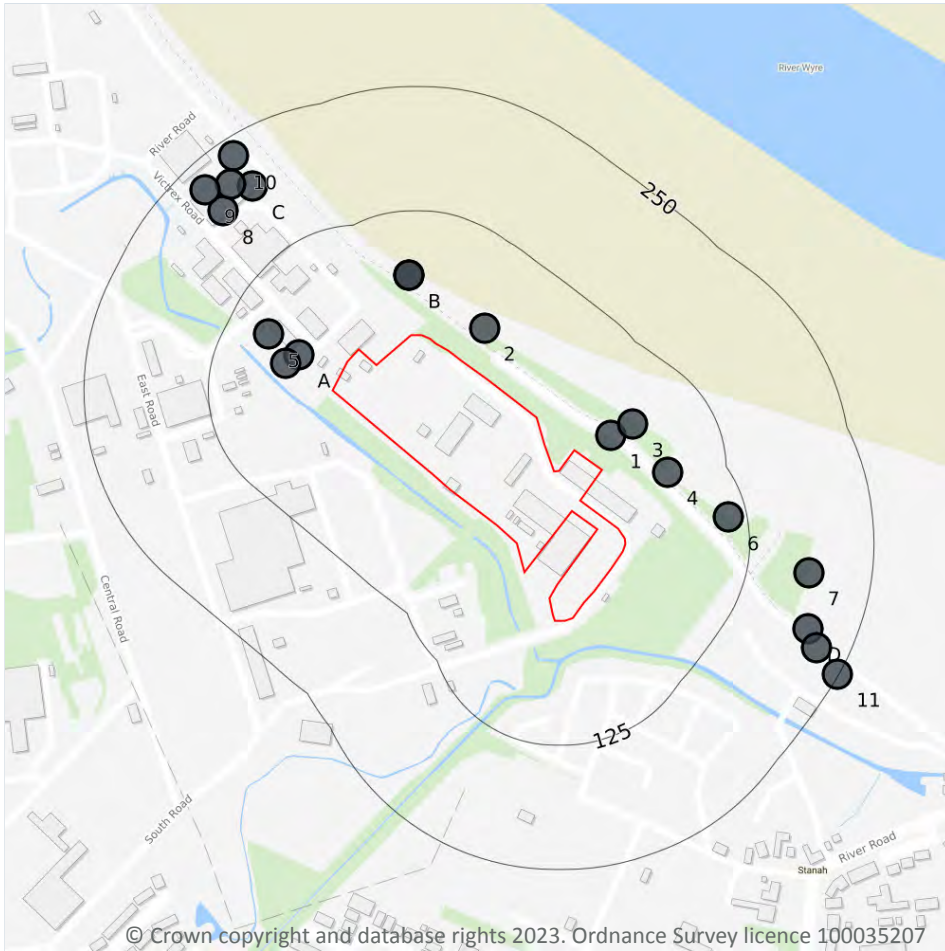 River Wyre
River Road
250
Victrex Road
10
C
9
8
B
2
5
A
East Road
1
3
4
6
7
Central Road
D
11
125
South Road
River Road
Stanah
© Crown copyright and database rights 2023. Ordnance Survey licence 100035207